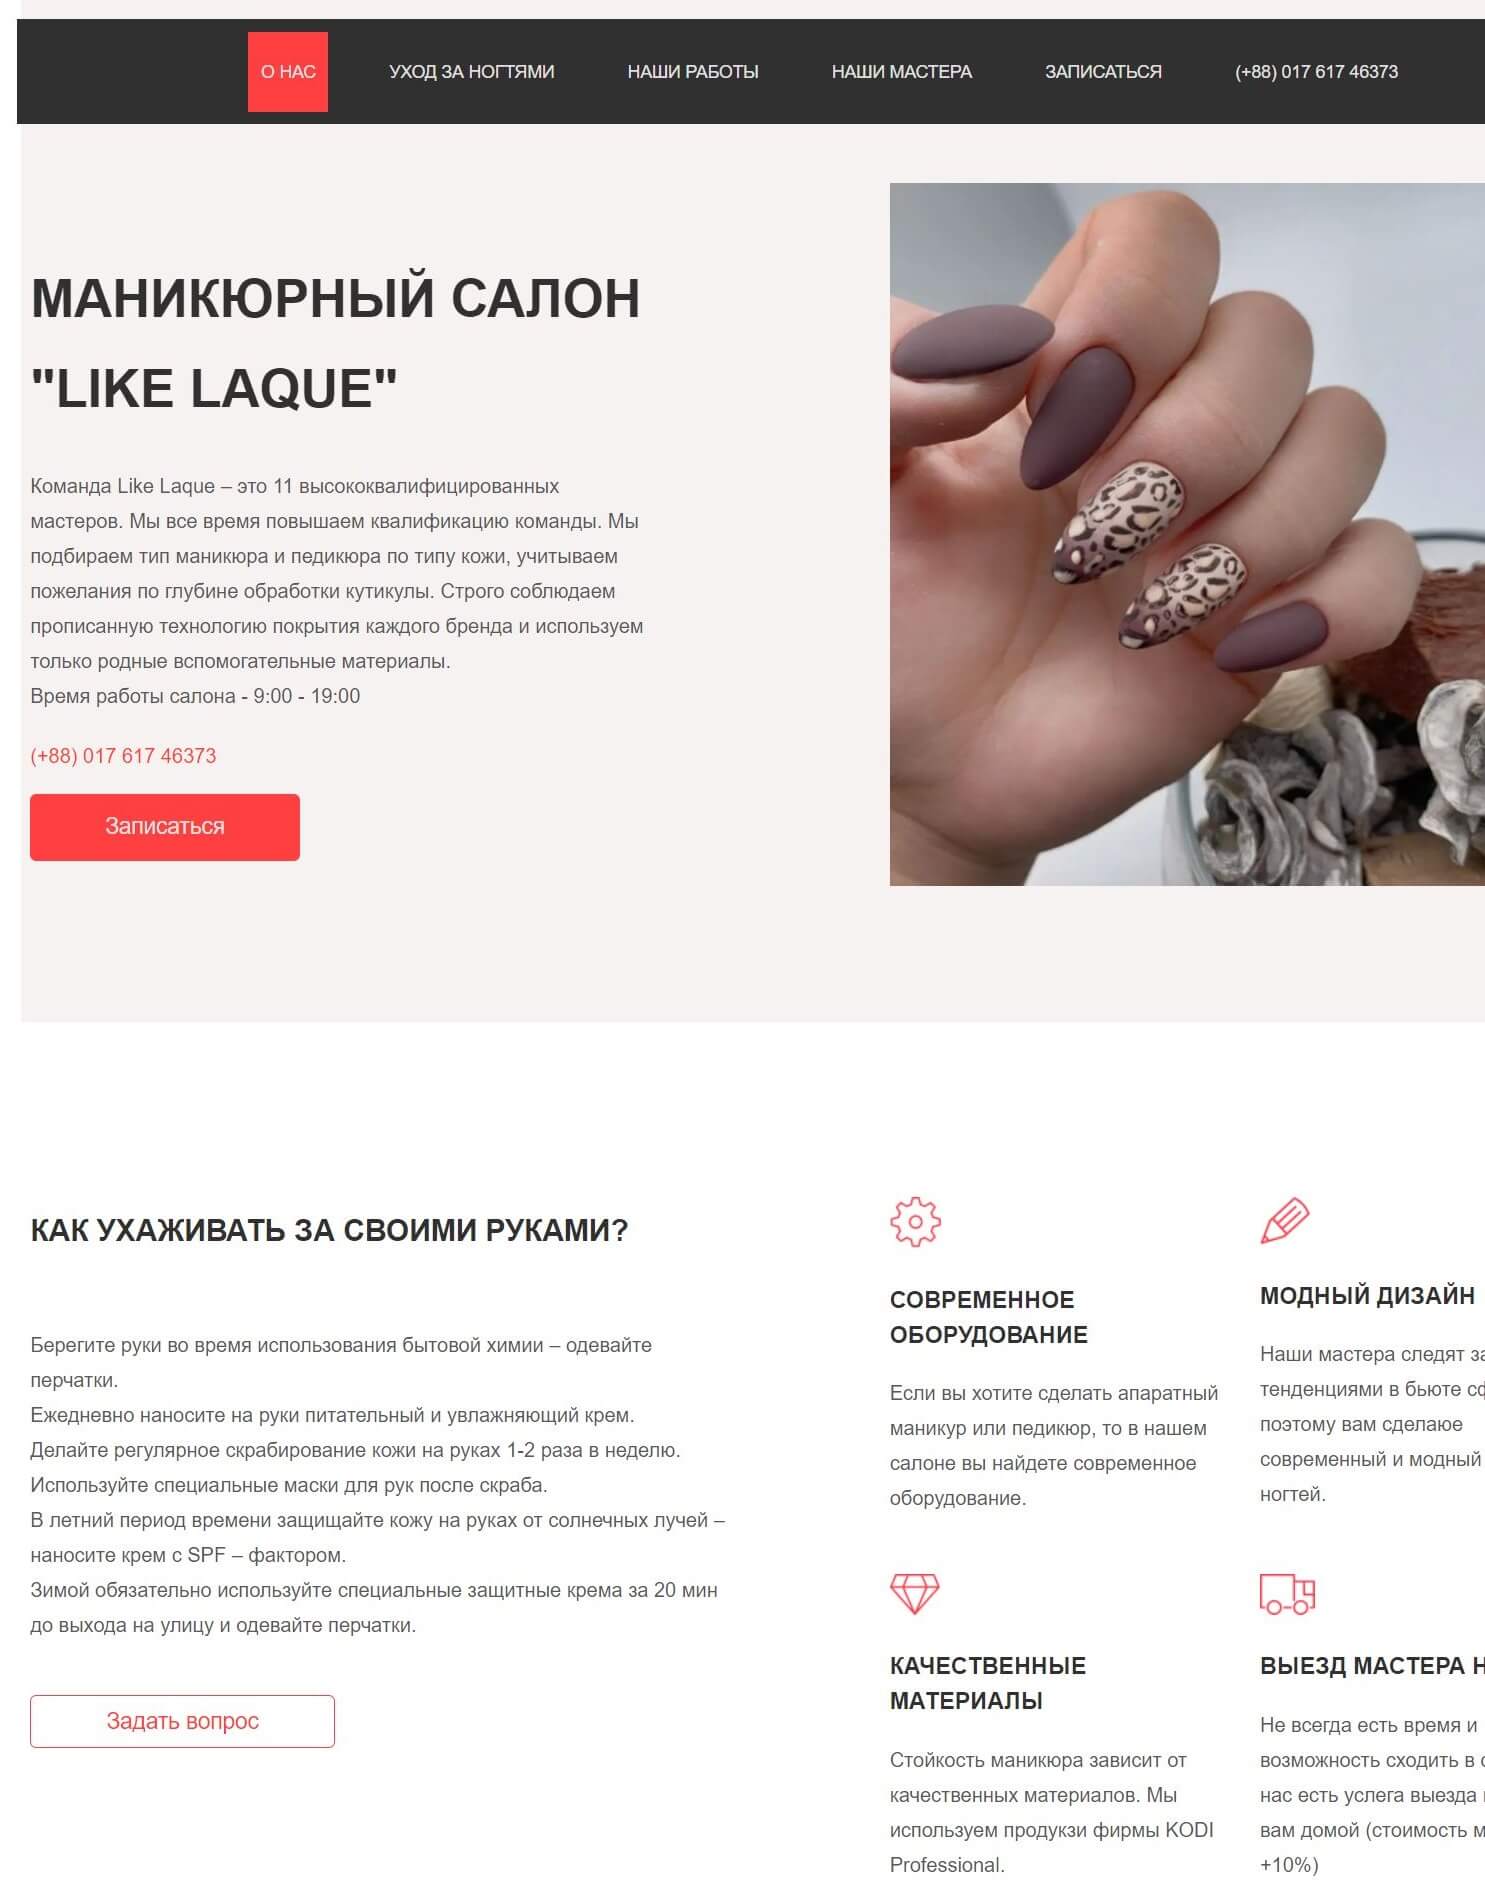 О НАС
УХОД ЗА НОГТЯМИ
НАШИ РАБОТЫ
НАШИ МАСТЕРА
ЗАПИСАТЬСЯ
(+88) 017 617 46373
МАНИКЮРНЫЙ САЛОН
"LIKE LAQUE"
Команда Like Laque – это 11 высококвалифицированных
мастеров. Мы все время повышаем квалификацию команды. Мы
подбираем тип маникюра и педикюра по типу кожи, учитываем
пожелания по глубине обработки кутикулы. Строго соблюдаем
прописанную технологию покрытия каждого бренда и используем
только родные вспомогательные материалы.
Время работы салона - 9:00 - 19:00
(+88) 017 617 46373
Записаться
КАК УХАЖИВАТЬ ЗА СВОИМИ РУКАМИ?
Берегите руки во время использования бытовой химии – одевайте
перчатки.
Ежедневно наносите на руки питательный и увлажняющий крем.
Делайте регулярное скрабирование кожи на руках 1-2 раза в неделю.
Используйте специальные маски для рук после скраба.
В летний период времени защищайте кожу на руках от солнечных лучей –
наносите крем с SPF – фактором.
Зимой обязательно используйте специальные защитные крема за 20 мин
до выхода на улицу и одевайте перчатки.
Задать вопрос
СОВРЕМЕННОЕ
ОБОРУДОВАНИЕ
Если вы хотите сделать апаратный
маникур или педикюр, то в нашем
салоне вы найдете современное
оборудование.
МОДНЫЙ ДИЗАЙН
Наши мастера следят
тенденциями в бьюте
поэтому вам сделаюе
современный и модный
ногтей.
КАЧЕСТВЕННЫЕ
МАТЕРИАЛЫ
Стойкость маникюра зависит от
качественных материалов. Мы
используем продукзи фирмы KODI
Professional.
ВЫЕЗД МАСТЕРА
Не всегда есть время и
возможность сходить в
нас есть услега выезда
вам домой (стоимость
+10%)